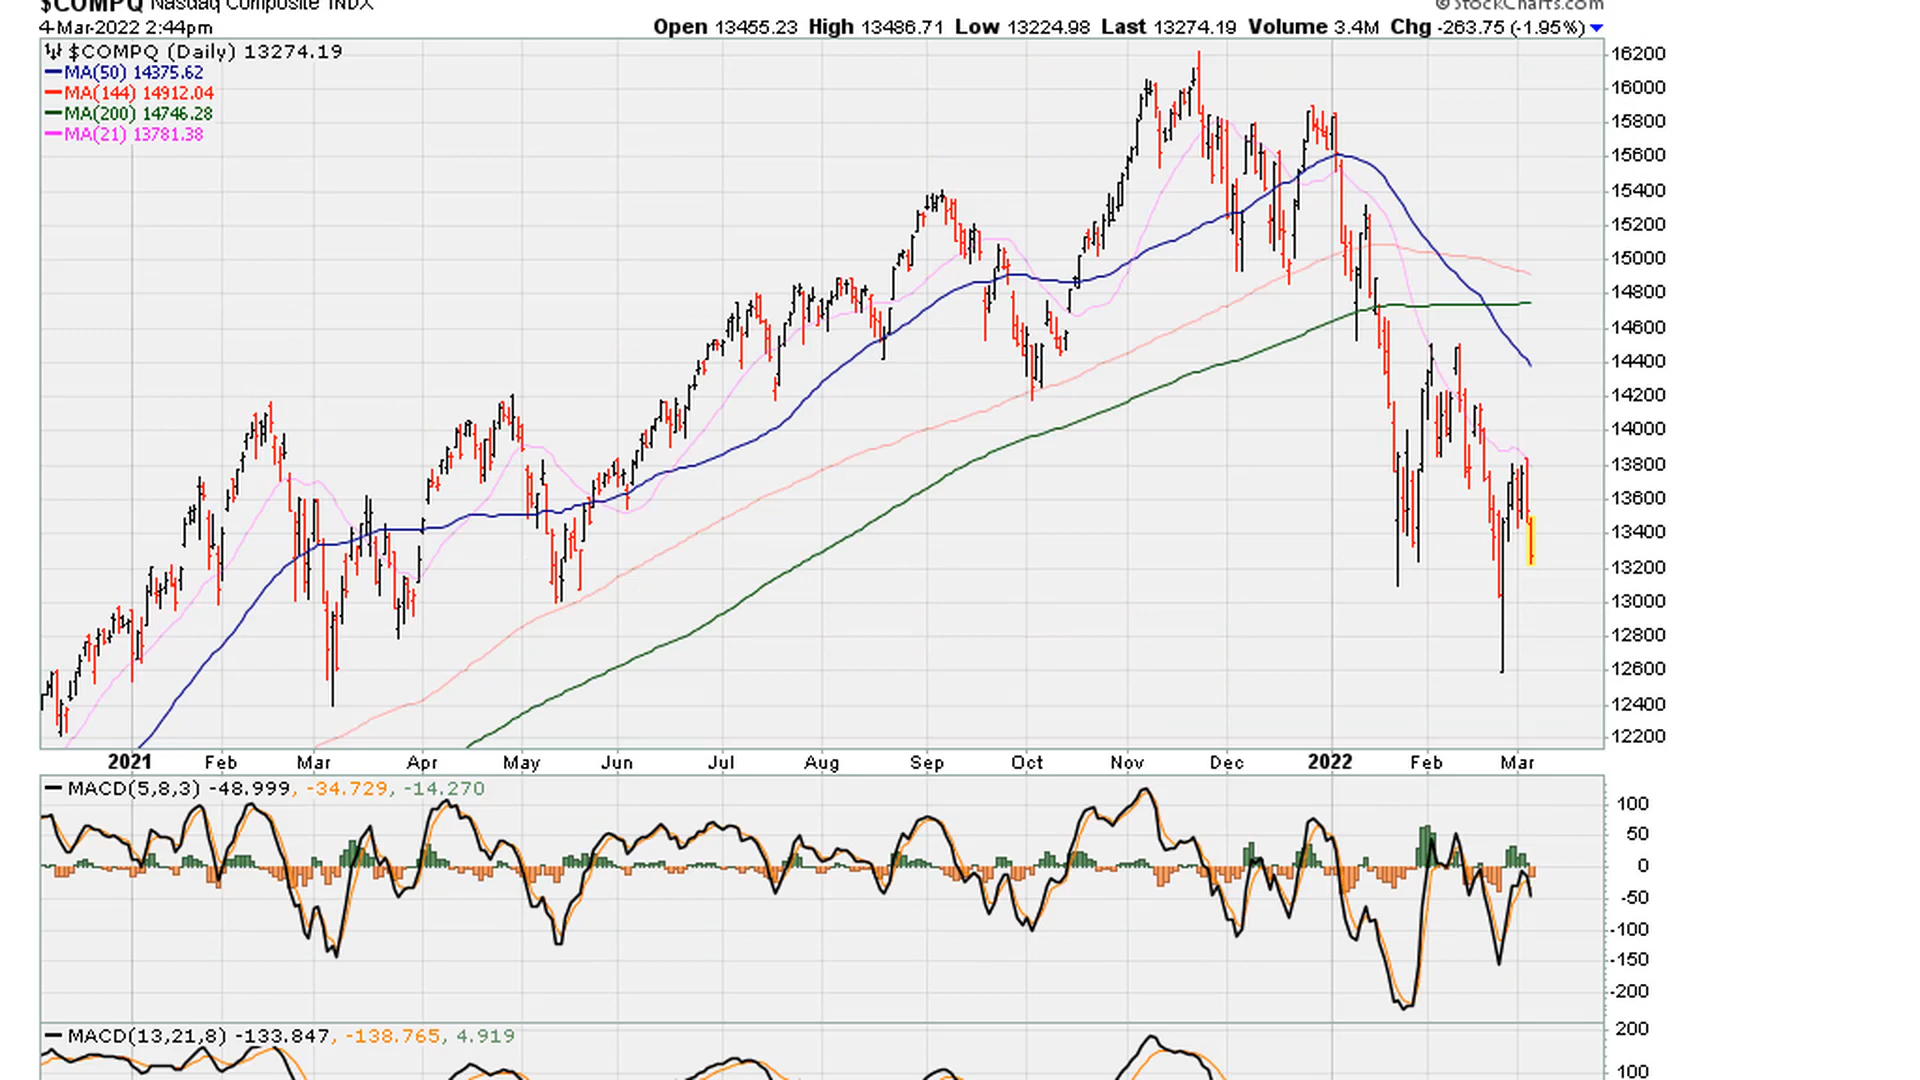 $COMPQ Nasdaq Composite INDX
© StockCharts.com
4-Mar-2022 2:44pm
Open 13455.23 High 13486.71 Low 13224.98 Last 13274.19 Volume 3.4M Chg -263.75 (-1.95%)
$COMPQ (Daily) 13274.19
MA(50) 14375.62
MA(144) 14912.04
MA(200) 14746.28
MA(21) 13781.38
16200
16000
15800
15600
15400
15200
15000
14800
14600
14400
14200
14000
13800
13600
13400
13200
13000
12800
12600
12400
12200
2021 Feb Mar Apr May Jun Jul Aug Sep Oct Nov Dec 2022 Feb Mar
MACD(5,8,3) -48.999, -34.729, -14.270
100
50
0
-50
-100
-150
-200
MACD(13,21,8) -133.847, -138.765, 4.919
200
100